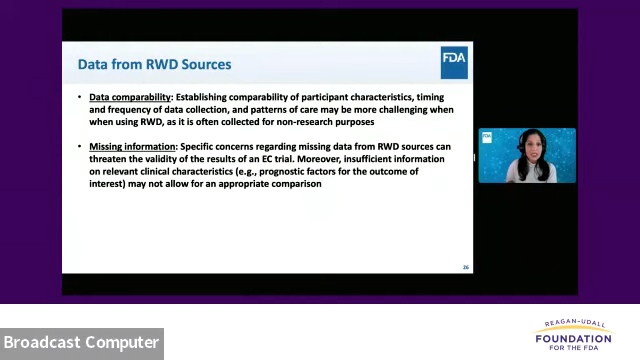 FDA
Data from RWD Sources
• Data comparability: Establishing comparability of participant characteristics, timing
and frequency of data collection, and patterns of care may be more challenging when
when using RWD, as it is often collected for non-research purposes
• Missing information: Specific concerns regarding missing data from RWD sources can
threaten the validity of the results of an EC trial. Moreover, insufficient information
on relevant clinical characteristics (e.g., prognostic factors for the outcome of
interest) may not allow for an appropriate comparison
26
Broadcast Computer
REAGAN-UDALL
FOUNDATION
FOR THE FDA